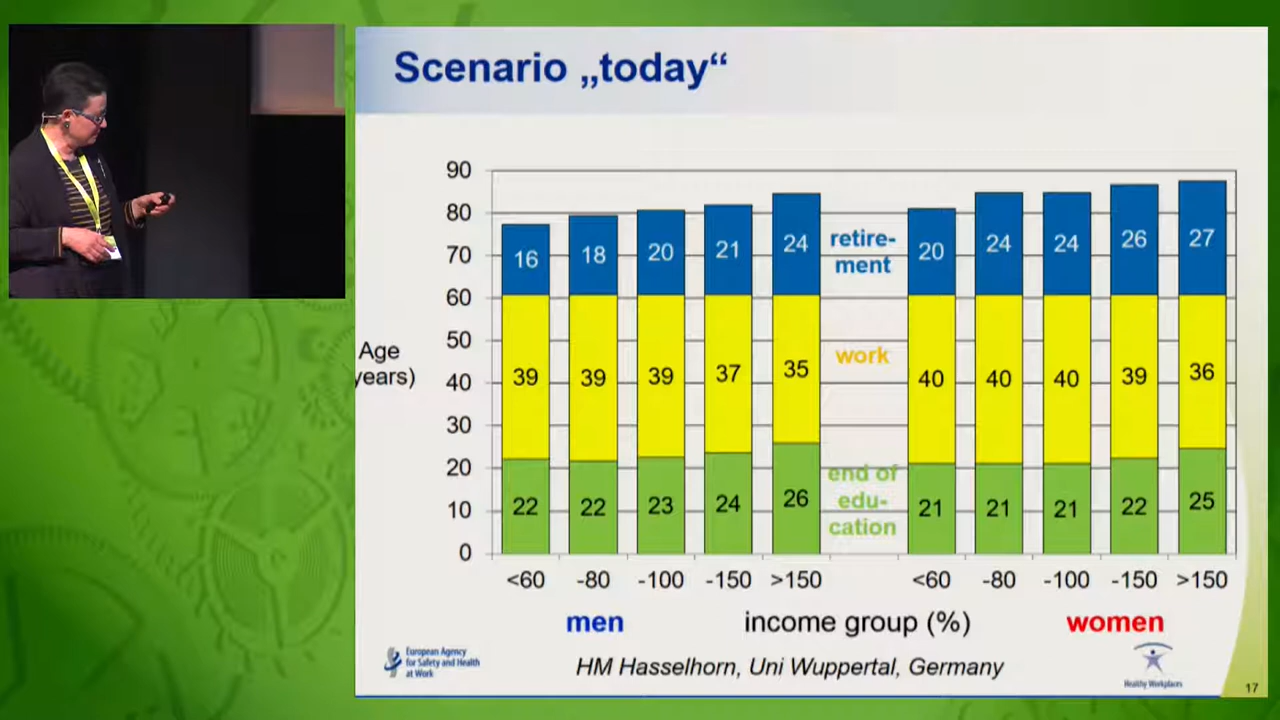 Scenario „today“
90
80
70
60
50
40
30
20
10
0
Age
years)
16 18 20 21 24
retire-
ment
20 24 24 26 27
39 39 39 37 35
work
40 40 40 39 36
22 22 23 24 26
end of
edu-
cation
21 21 21 22 25
<60 -80 -100 -150 >150 <60 -80 -100 -150 >150
men income group (%) women
European Agency
for Safety and Health
at Work
HM Hasselhorn, Uni Wuppertal, Germany
Healthy Workplaces
17